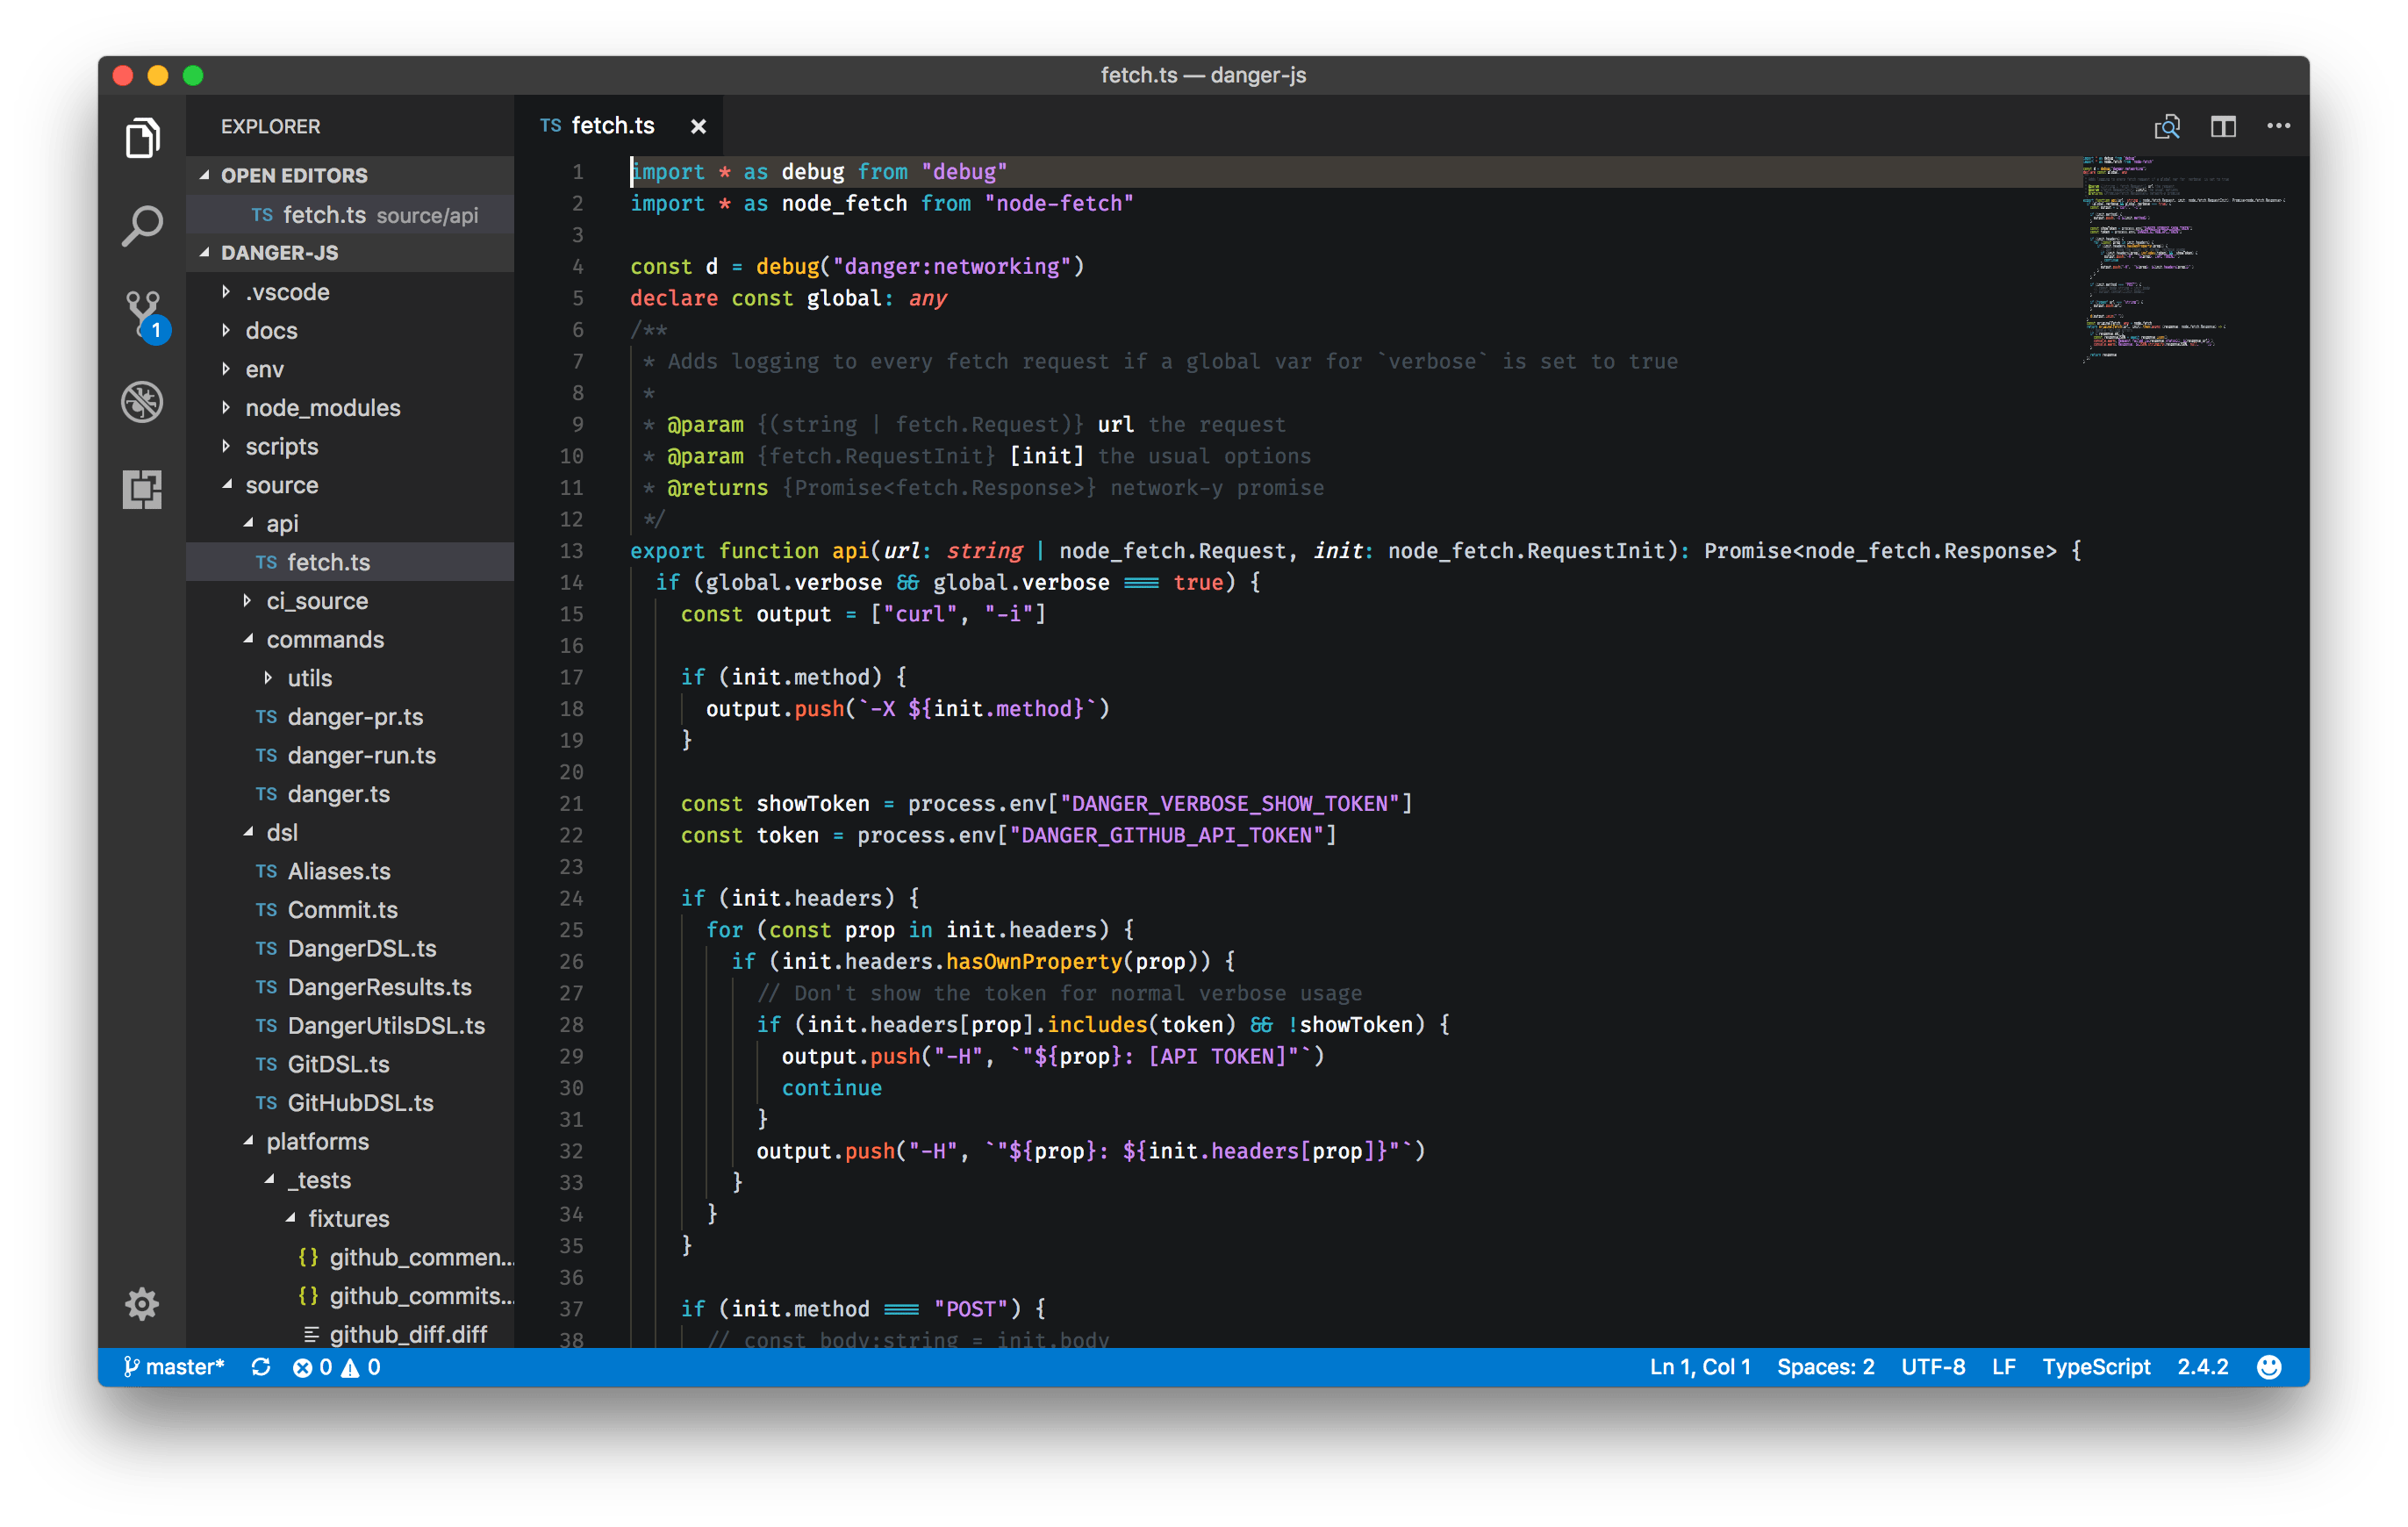 fetch.ts — danger-js
EXPLORER
OPEN EDITORS
TS fetch.ts source/api
DANGER-JS
.vscode
docs
env
node_modules
scripts
source
api
TS fetch.ts
ci_source
commands
utils
TS danger-pr.ts
TS danger-run.ts
TS danger.ts
dsl
TS Aliases.ts
TS Commit.ts
TS DangerDSL.ts
TS DangerResults.ts
TS DangerUtilsDSL.ts
TS GitDSL.ts
TS GitHubDSL.ts
platforms
_tests
fixtures
{} github_commen...
{} github_commits...
github_diff.diff
1
TS fetch.ts ×
1 import * as debug from "debug"
2 import * as node_fetch from "node-fetch"
3
4 const d = debug("danger:networking")
5 declare const global: any
6 /**
7  * Adds logging to every fetch request if a global var for `verbose` is set to true
8  *
9  * @param {(string | fetch.Request)} url the request
10  * @param {fetch.RequestInit} [init] the usual options
11  * @returns {Promise<fetch.Response>} network-y promise
12  */
13 export function api(url: string | node_fetch.Request, init: node_fetch.RequestInit): Promise<node_fetch.Response> {
14   if (global.verbose && global.verbose === true) {
15     const output = ["curl", "-i"]
16
17     if (init.method) {
18       output.push(`-X ${init.method}`)
19     }
20
21     const showToken = process.env["DANGER_VERBOSE_SHOW_TOKEN"]
22     const token = process.env["DANGER_GITHUB_API_TOKEN"]
23
24     if (init.headers) {
25       for (const prop in init.headers) {
26         if (init.headers.hasOwnProperty(prop)) {
27           // Don't show the token for normal verbose usage
28           if (init.headers[prop].includes(token) && !showToken) {
29             output.push("-H", `"${prop}: [API TOKEN]"`)
30             continue
31           }
32           output.push("-H", `"${prop}: ${init.headers[prop]}"`)
33         }
34       }
35     }
36
37     if (init.method === "POST") {
38       // const body:string = init.body
master* 0 0
Ln 1, Col 1 Spaces: 2 UTF-8 LF TypeScript 2.4.2